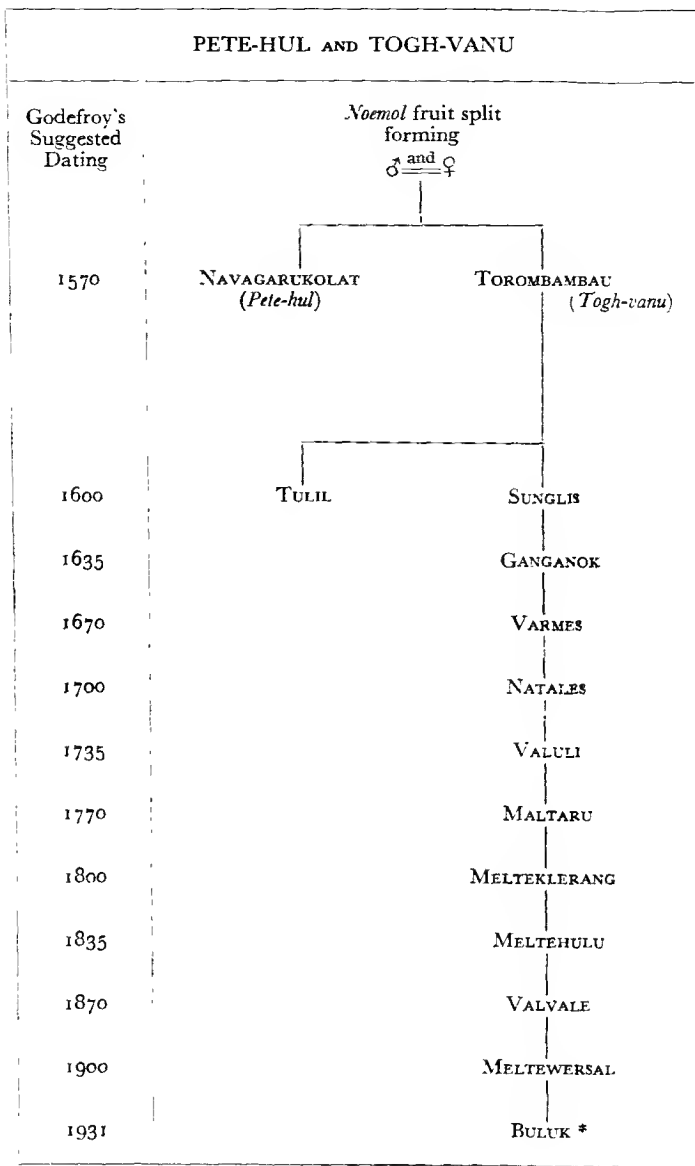 PETE-HUL AND TOGH-VANU
Godefroy's
Suggested
Dating
Noemol fruit split
forming
♂ and ♀
1570 NAVAGARUKOLAT TOROMBAMBAU
(Pete-hul) (Togh-vanu)
1600 TULIL SUNGLIS
1635 GANGANOK
1670 VARMES
1700 NATALES
1735 VALULI
1770 MALTARU
1800 MELTEKLERANG
1835 MELTEHULU
1870 VALVALE
1900 MELTEWERSAL
1931 BULUK *